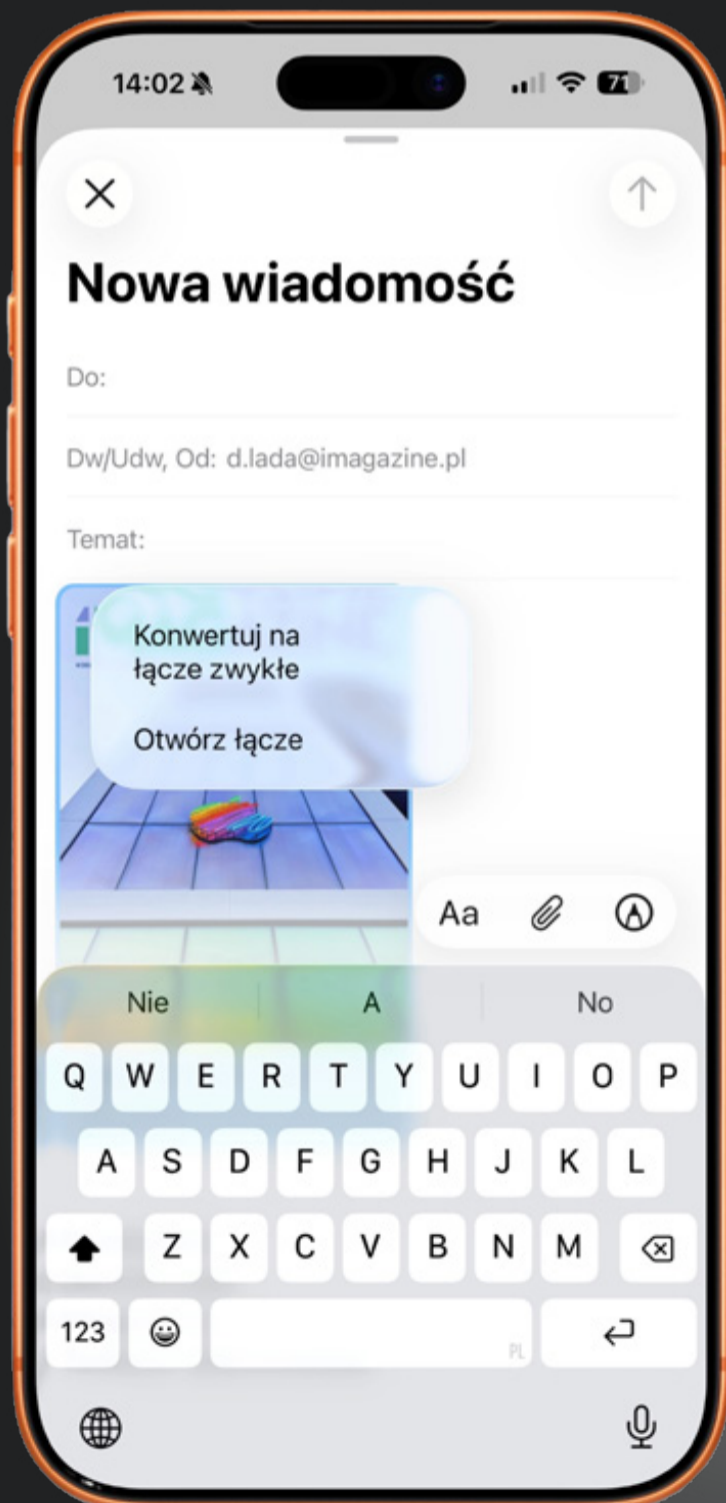 14:02
71
Nowa wiadomość
Do:
Dw/Udw, Od: d.lada@imagazine.pl
Temat:
Konwertuj na
łącze zwykłe
Otwórz łącze
Aa
Nie A No
Q W E R T Y U I O P
A S D F G H J K L
Z X C V B N M
123
PL